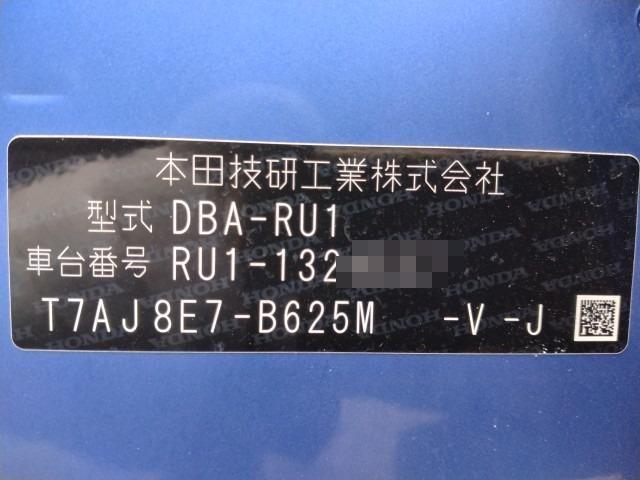 本田技研工業株式会社
型式 DBA-RU1
車台番号 RU1-132
T7AJ8E7-B625M -V-J